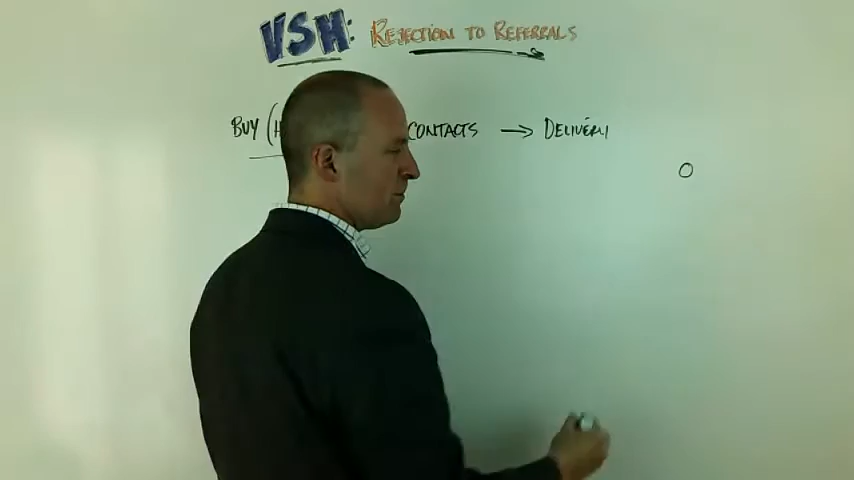 VSH: REJECTION TO REFERRALS
BUY CONTACTS → DELIVERY